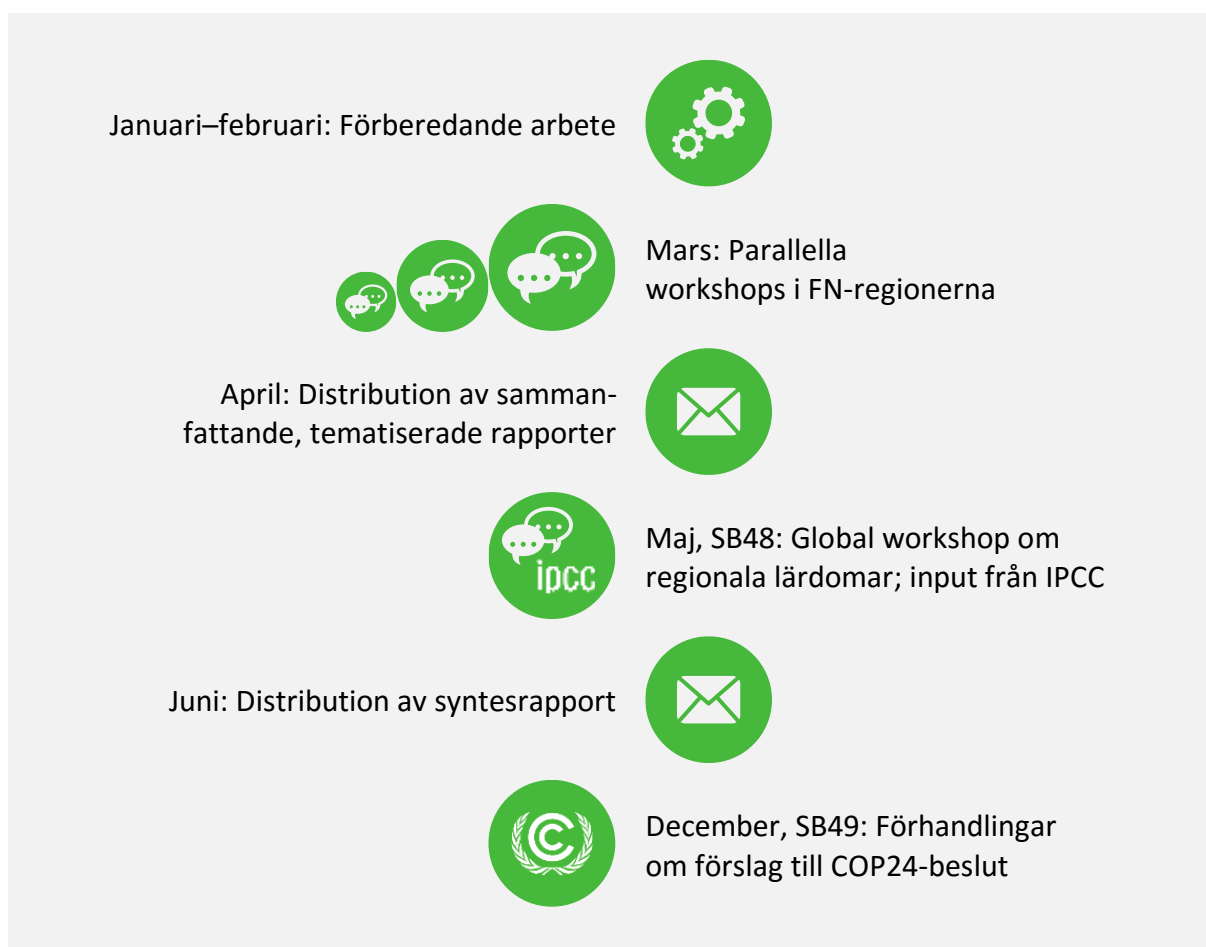 Januari–februari: Förberedande arbete
Mars: Parallella
workshops i FN-regionerna
April: Distribution av samman-
fattande, tematiserade rapporter
Maj, SB48: Global workshop om
regionala lärdomar; input från IPCC
ipcc
Juni: Distribution av syntesrapport
December, SB49: Förhandlingar
om förslag till COP24-beslut